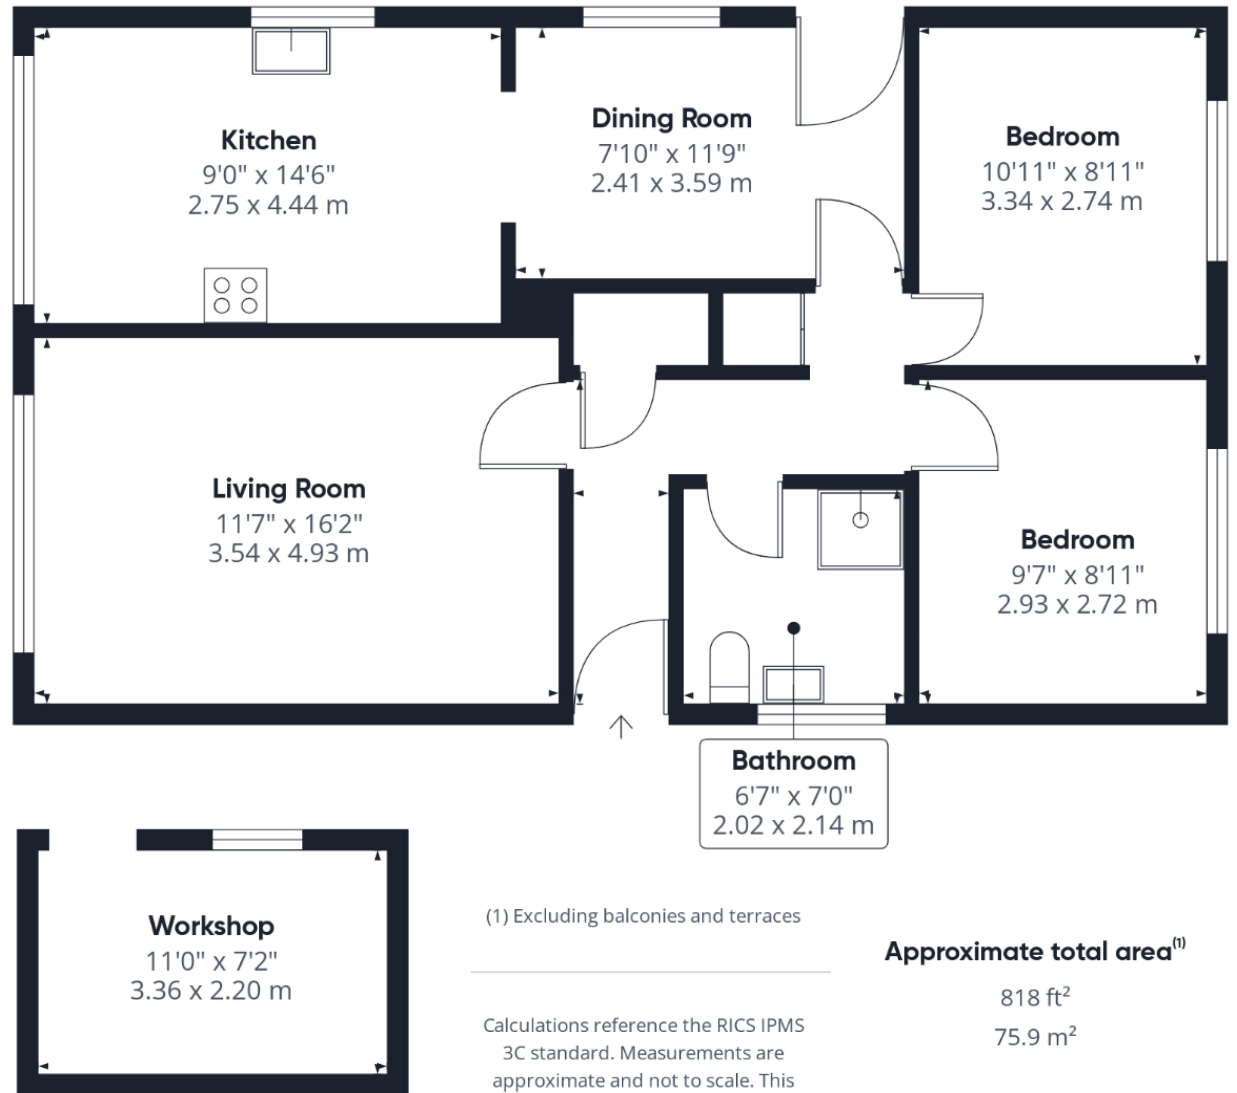 Kitchen
9'0" x 14'6"
2.75 x 4.44 m
Dining Room
7'10" x 11'9"
2.41 x 3.59 m
Bedroom
10'11" x 8'11"
3.34 x 2.74 m
Living Room
11'7" x 16'2"
3.54 x 4.93 m
Bedroom
9'7" x 8'11"
2.93 x 2.72 m
Bathroom
6'7" x 7'0"
2.02 x 2.14 m
Workshop
11'0" x 7'2"
3.36 x 2.20 m
(1) Excluding balconies and terraces
Calculations reference the RICS IPMS
3C standard. Measurements are
approximate and not to scale. This
Approximate total area⁽¹⁾
818 ft²
75.9 m²